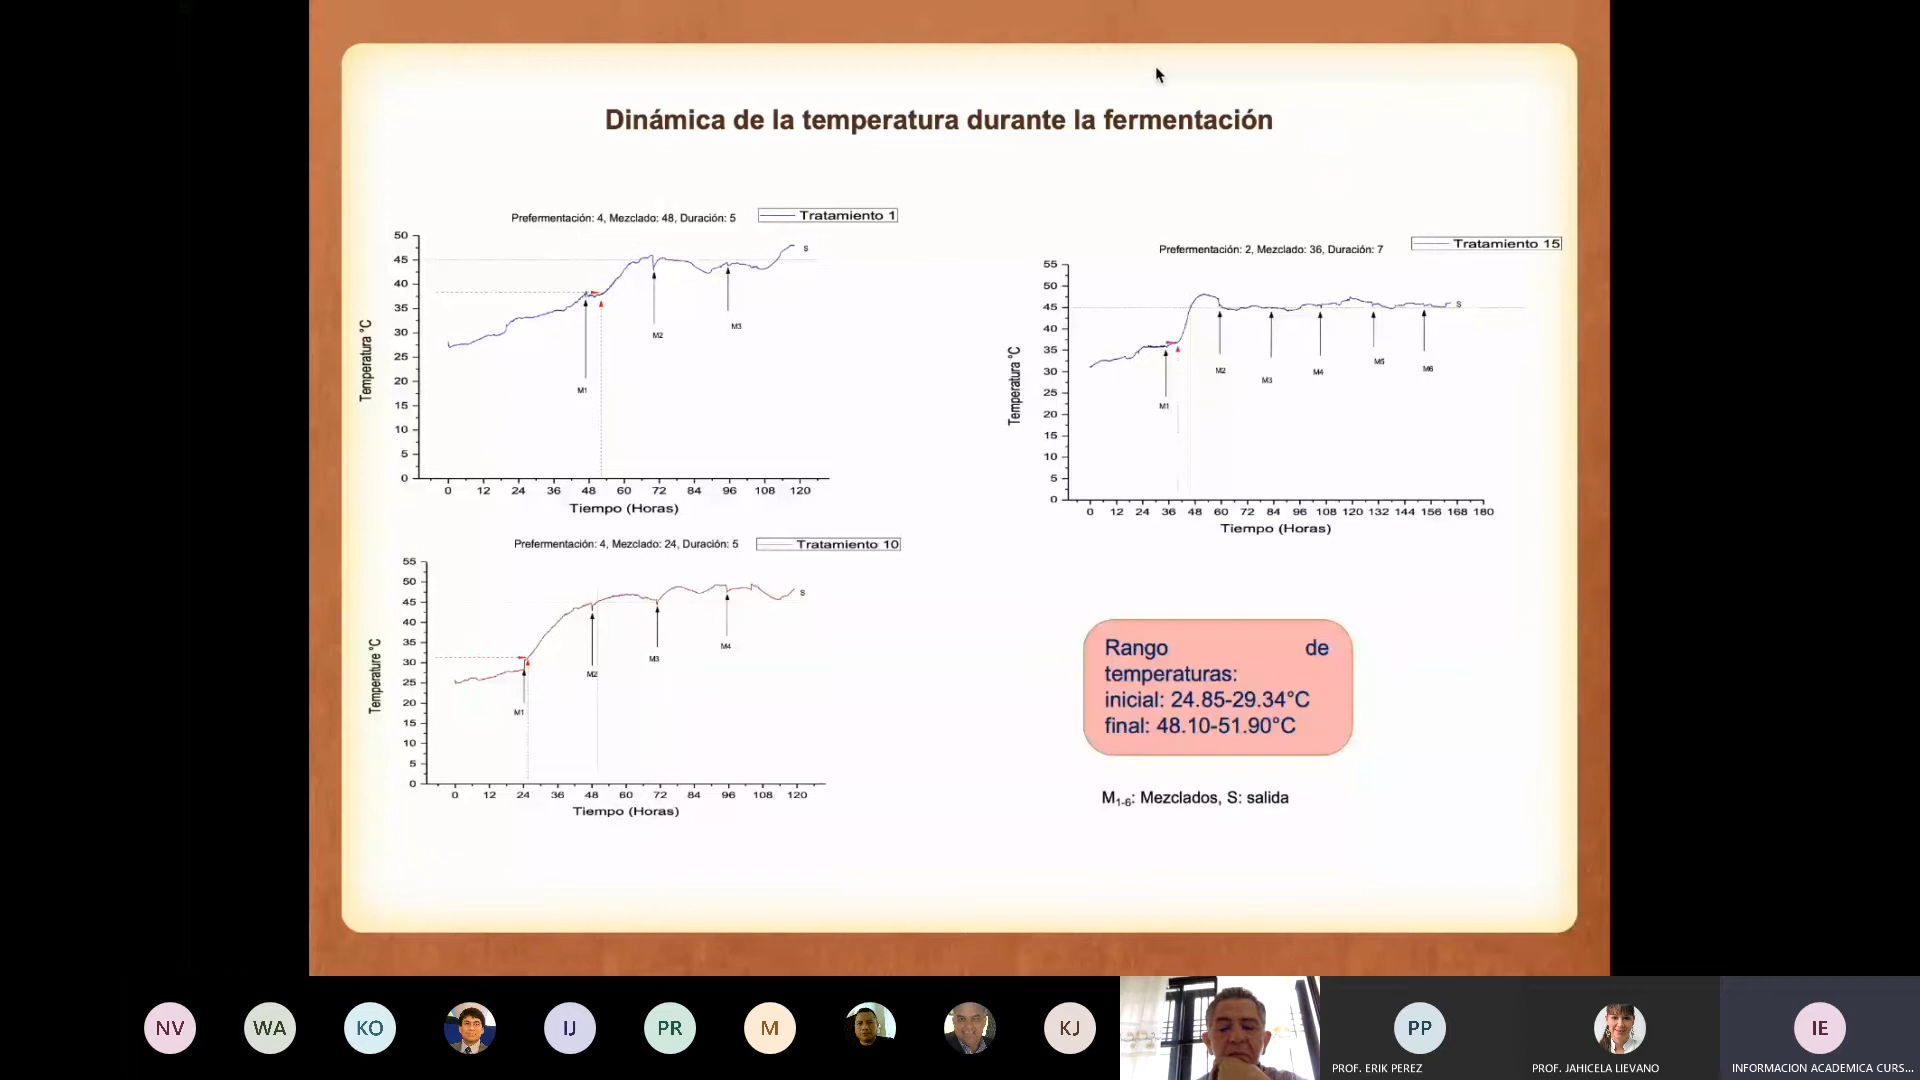 Dinámica de la temperatura durante la fermentación
Prefermentación: 4, Mezclado: 48, Duración: 5
Tratamiento 1
50
45
40
35
30
25
20
15
10
5
0
Temperatura °C
S
M1
M2
M3
0 12 24 36 48 60 72 84 96 108 120
Tiempo (Horas)
Prefermentación: 2, Mezclado: 36, Duración: 7
Tratamiento 15
55
50
45
40
35
30
25
20
15
10
5
0
Temperatura °C
S
M1
M2
M3
M4
M5
M6
0 12 24 36 48 60 72 84 96 108 120 132 144 156 168 180
Tiempo (Horas)
Prefermentación: 4, Mezclado: 24, Duración: 5
Tratamiento 10
55
50
45
40
35
30
25
20
15
10
5
0
Temperature °C
S
M1
M2
M3
M4
0 12 24 36 48 60 72 84 96 108 120
Tiempo (Horas)
Rango de
temperaturas:
inicial: 24.85-29.34°C
final: 48.10-51.90°C
M1-6: Mezclados, S: salida
NV WA KO IJ PR M KJ PP IE
PROF. ERIK PEREZ
PROF. JAHICELA LIEVANO
INFORMACION ACADEMICA CURS...